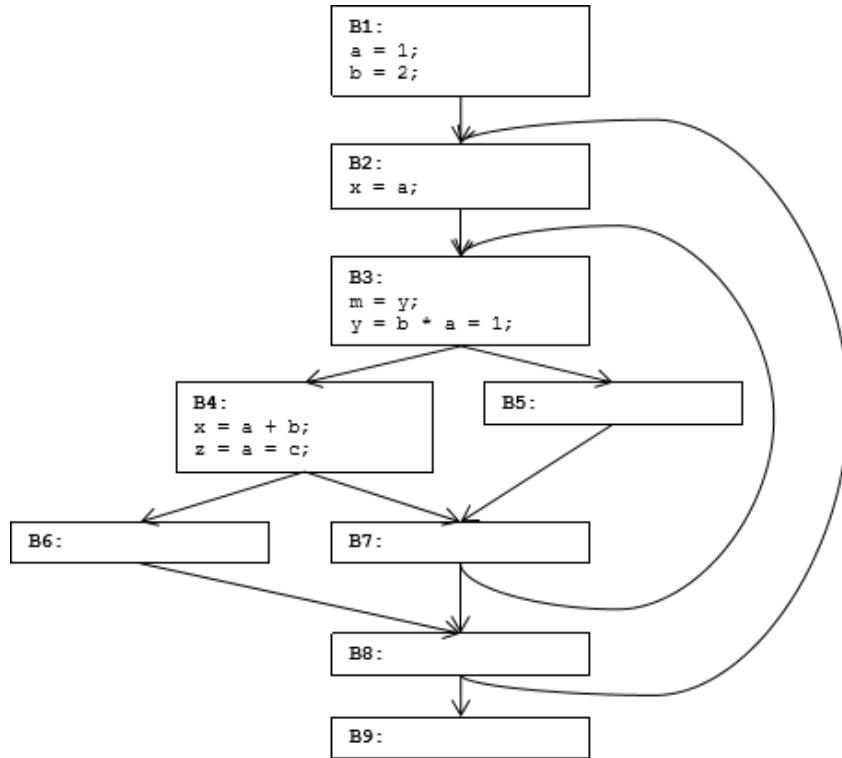 B1:
a = 1;
b = 2;
B2:
x = a;
B3:
m = y;
y = b * a = 1;
B4:
x = a + b;
z = a = c;
B5:
B6:
B7:
B8:
B9: